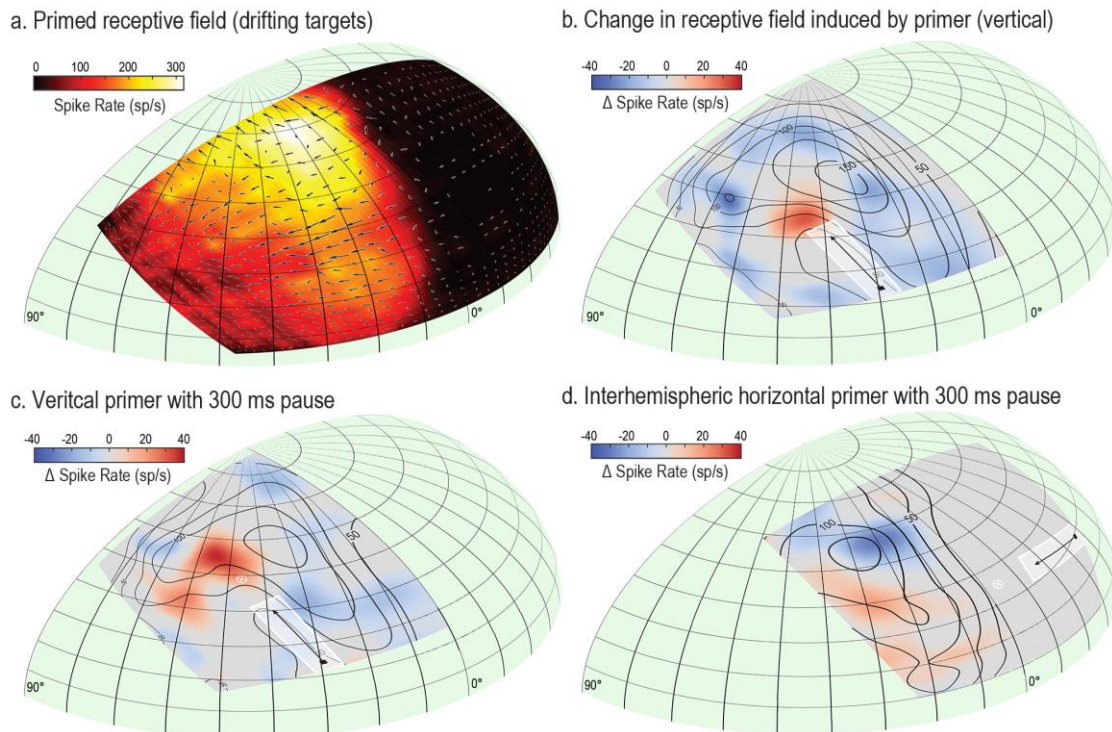 a. Primed receptive field (drifting targets)
0 100 200 300
Spike Rate (sp/s)
90°
0°
b. Change in receptive field induced by primer (vertical)
-40 -20 0 20 40
Δ Spike Rate (sp/s)
100
150
50
90°
0°
c. Veritcal primer with 300 ms pause
-40 -20 0 20 40
Δ Spike Rate (sp/s)
100
50
90°
0°
d. Interhemispheric horizontal primer with 300 ms pause
-40 -20 0 20 40
Δ Spike Rate (sp/s)
100
50
90°
0°